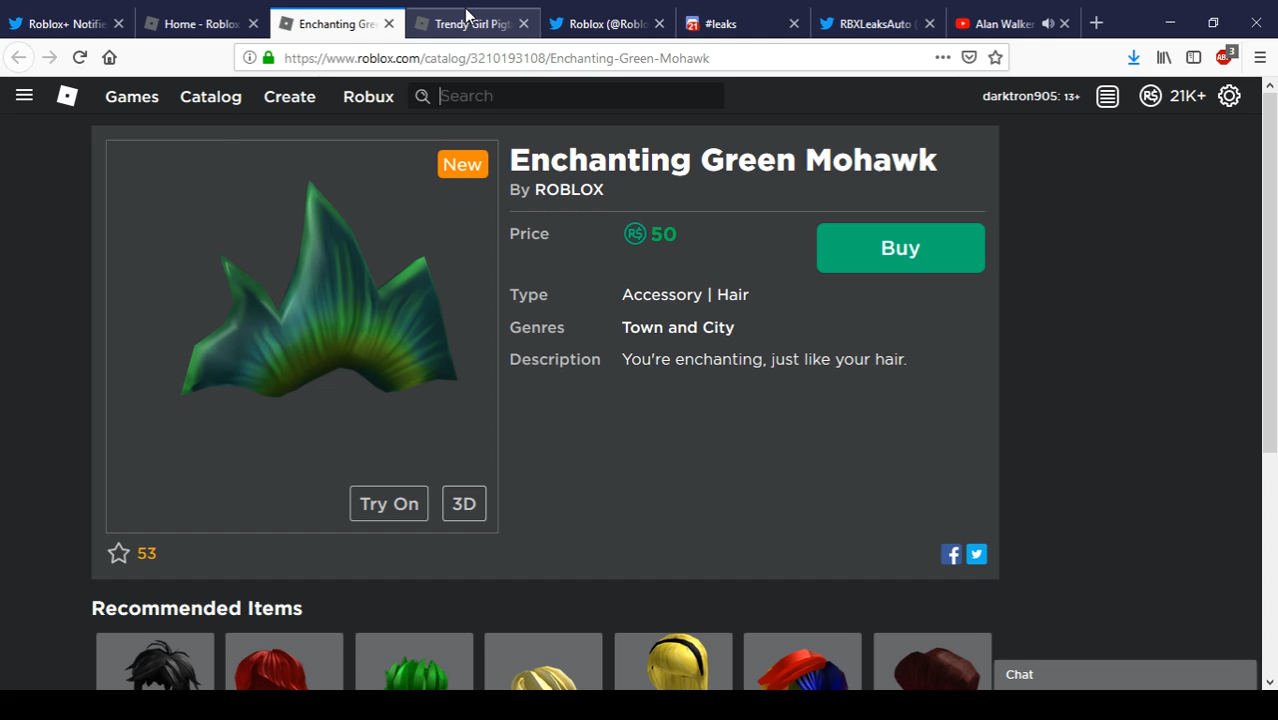 Roblox+ Notifie
Home - Roblox
Enchanting Gre
Trendy Girl Pigt
Roblox (@Roblo
#leaks
RBXLeaksAuto (
Alan Walker
https://www.roblox.com/catalog/3210193108/Enchanting-Green-Mohawk
3
Games
Catalog
Create
Robux
Search
darktron905: 13+
R$ 21K+
New
Enchanting Green Mohawk
By ROBLOX
Price R$ 50
Buy
Type Accessory | Hair
Genres Town and City
Description You're enchanting, just like your hair.
Try On
3D
53
Recommended Items
Chat